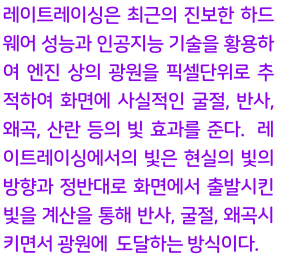 레이트레이싱은 최근의 진보한 하드
웨어 성능과 인공지능 기술을 황용하
여 엔진 상의 광원을 픽셀단위로 추
적하여 화면에 사실적인 굴절, 반사,
왜곡, 산란 등의 빛 효과를 준다. 레
이트레이싱에서의 빛은 현실의 빛의
방향과 정반대로 화면에서 출발시킨
빛을 계산을 통해 반사, 굴절, 왜곡시
키면서 광원에 도달하는 방식이다.